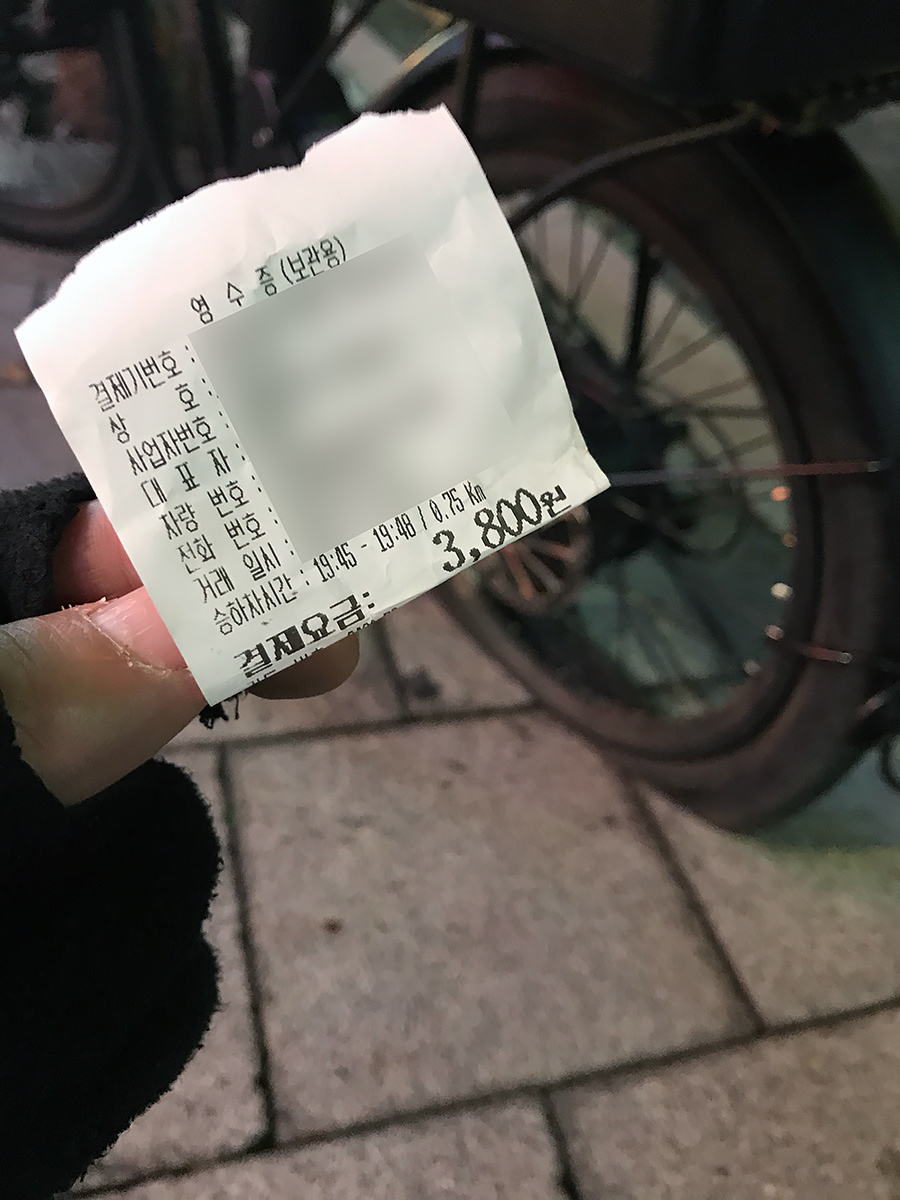 영 수 증 (보관용)
결제기번호 :
상 호 :
사업자번호 :
대 표 자 :
차량 번호 :
전화 번호 :
거래 일시 :
승하차시간 : 19:45 - 19:48 / 0.75 Km
결제요금: 3,800원